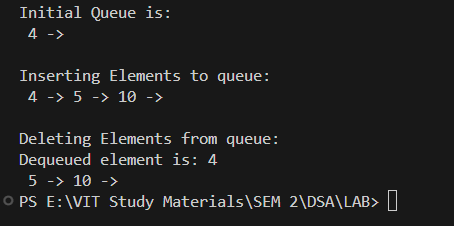 Initial Queue is:
4 ->
Inserting Elements to queue:
4 -> 5 -> 10 ->
Deleting Elements from queue:
Dequeued element is: 4
5 -> 10 ->
PS E:\VIT Study Materials\SEM 2\DSA\LAB>